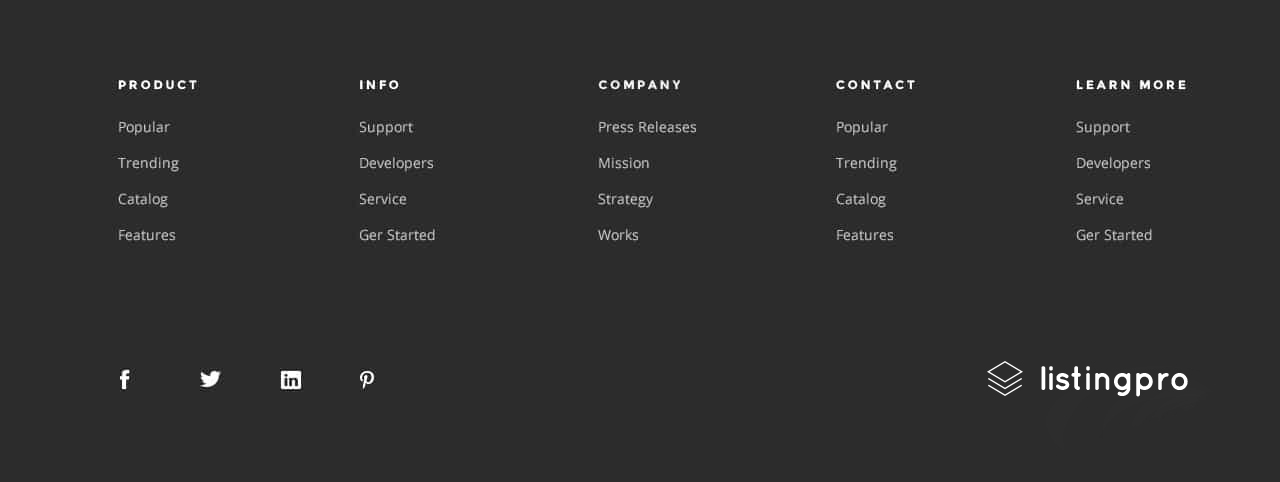 PRODUCT
Popular
Trending
Catalog
Features
INFO
Support
Developers
Service
Ger Started
COMPANY
Press Releases
Mission
Strategy
Works
CONTACT
Popular
Trending
Catalog
Features
LEARN MORE
Support
Developers
Service
Ger Started
listingpro